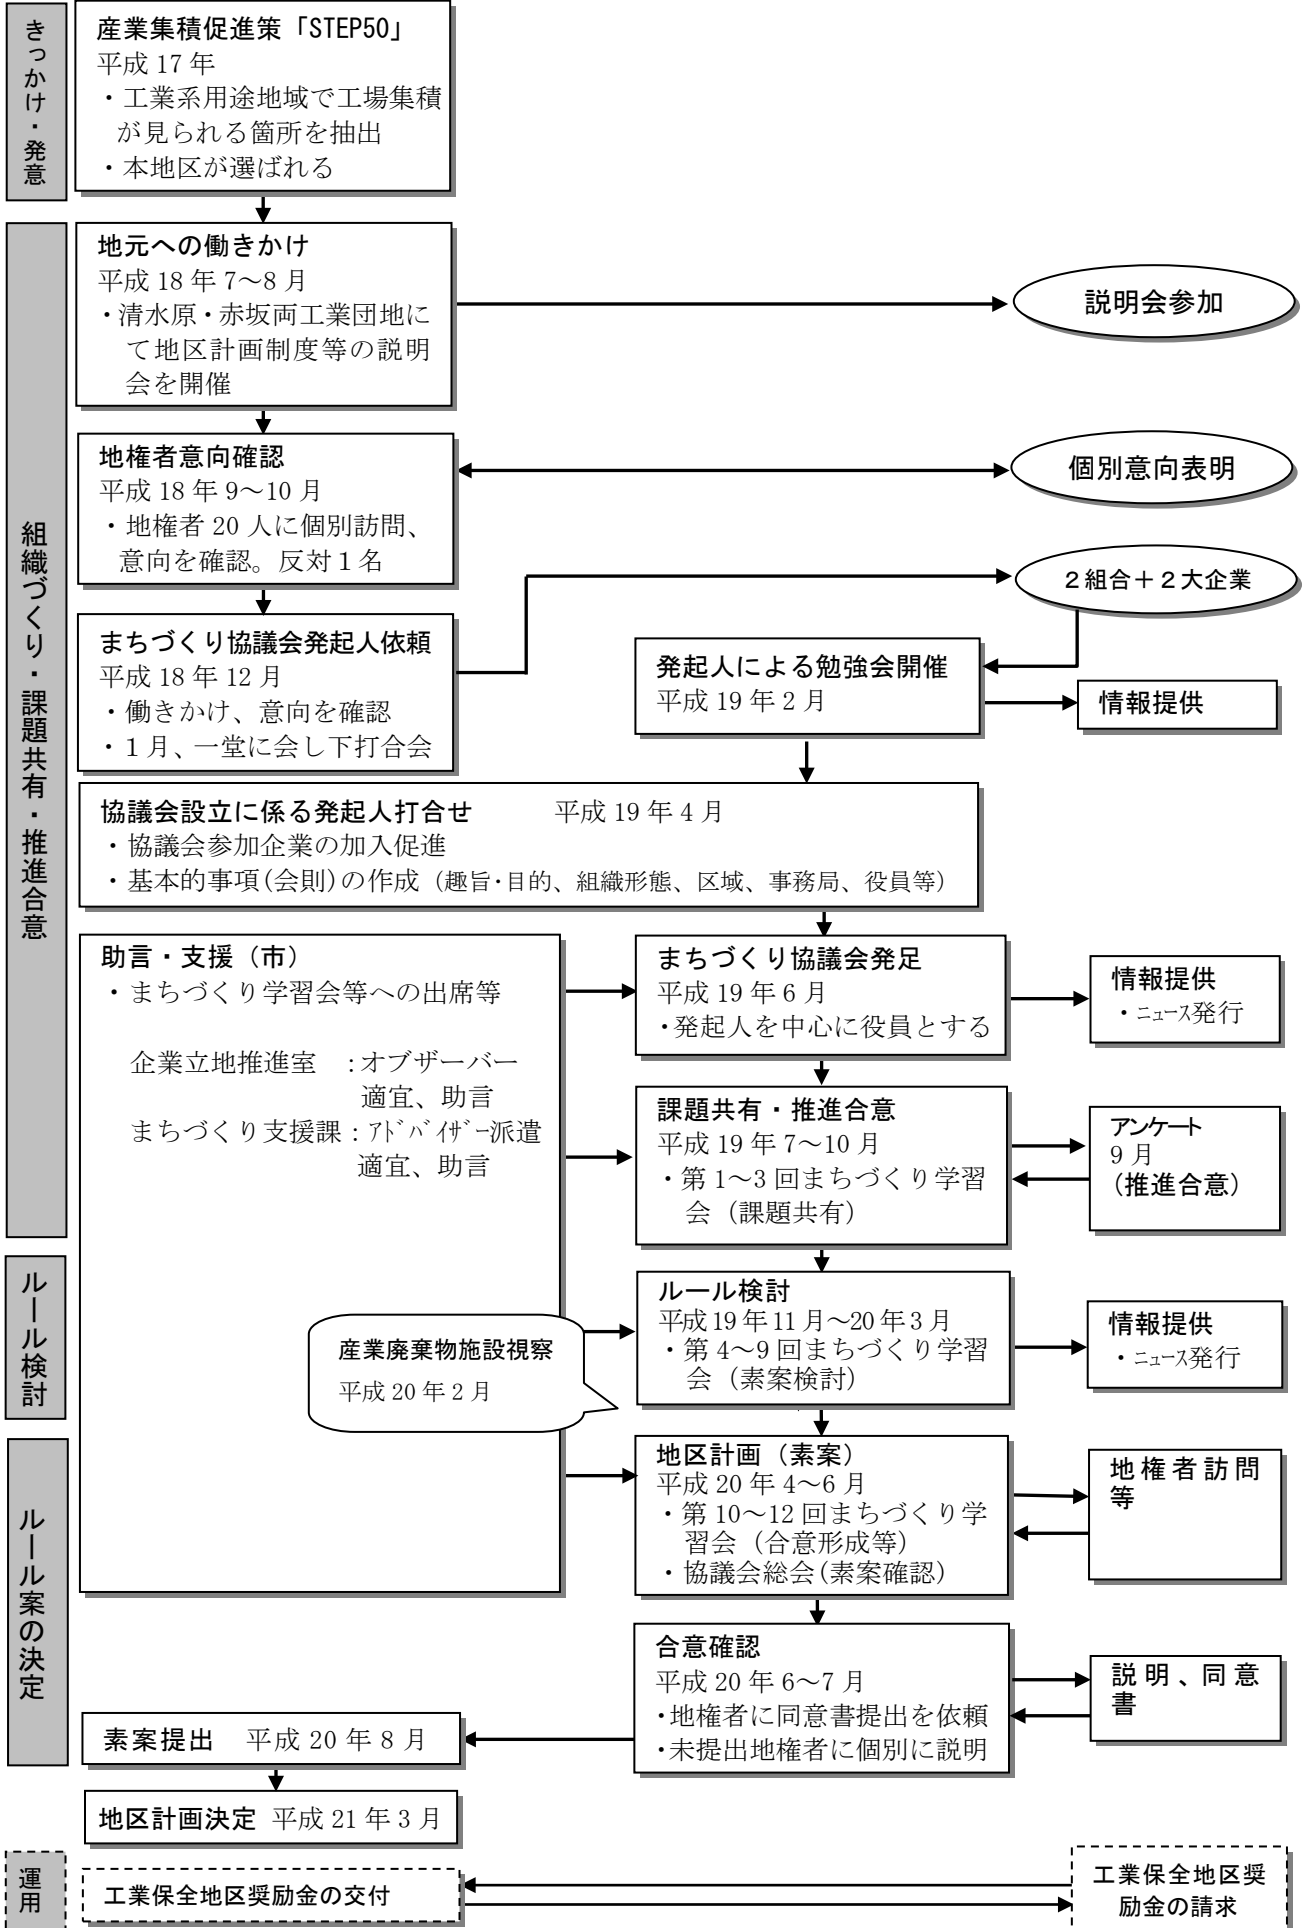 きっかけ・発意
産業集積促進策「STEP50」
平成 17 年
・工業系用途地域で工場集積
が見られる箇所を抽出
・本地区が選ばれる
組織づくり・課題共有・推進合意
地元への働きかけ
平成 18 年 7～8 月
・清水原・赤坂両工業団地に
て地区計画制度等の説明
会を開催
説明会参加
地権者意向確認
平成 18 年 9～10 月
・地権者 20 人に個別訪問、
意向を確認。反対１名
個別意向表明
まちづくり協議会発起人依頼
平成 18 年 12 月
・働きかけ、意向を確認
・１月、一堂に会し下打合会
２組合＋２大企業
発起人による勉強会開催
平成 19 年 2 月
情報提供
協議会設立に係る発起人打合せ 平成 19 年 4 月
・協議会参加企業の加入促進
・基本的事項(会則)の作成（趣旨・目的、組織形態、区域、事務局、役員等）
助言・支援（市）
・まちづくり学習会等への出席等
企業立地推進室 ：オブザーバー
適宜、助言
まちづくり支援課：ｱﾄﾞﾊﾞｲｻﾞｰ派遣
適宜、助言
まちづくり協議会発足
平成 19 年 6 月
・発起人を中心に役員とする
情報提供
・ﾆｭｰｽ発行
課題共有・推進合意
平成 19 年 7～10 月
・第 1～3 回まちづくり学習
会（課題共有）
アンケート
9 月
（推進合意）
ルール検討
ルール検討
平成 19 年 11 月～20 年 3 月
・第 4～9 回まちづくり学習
会（素案検討）
情報提供
・ﾆｭｰｽ発行
産業廃棄物施設視察
平成 20 年 2 月
ルール案の決定
地区計画（素案）
平成 20 年 4～6 月
・第 10～12 回まちづくり学
習会（合意形成等）
・協議会総会(素案確認）
地権者訪問
等
合意確認
平成 20 年 6～7 月
・地権者に同意書提出を依頼
・未提出地権者に個別に説明
説明、同意
書
素案提出 平成 20 年 8 月
地区計画決定 平成 21 年 3 月
運用
工業保全地区奨励金の交付
工業保全地区奨
励金の請求